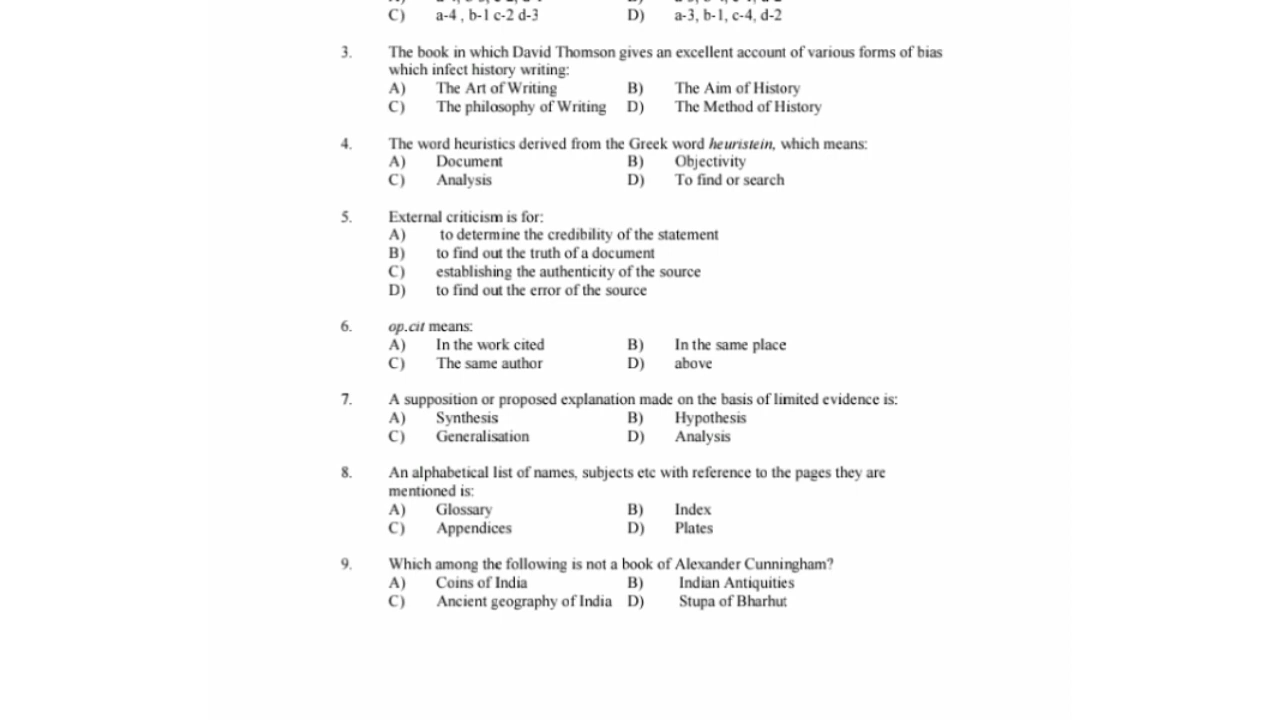 C) a-4 , b-1 c-2 d-3 D) a-3, b-1, c-4, d-2
3. The book in which David Thomson gives an excellent account of various forms of bias
which infect history writing:
A) The Art of Writing B) The Aim of History
C) The philosophy of Writing D) The Method of History
4. The word heuristics derived from the Greek word heuristein, which means:
A) Document B) Objectivity
C) Analysis D) To find or search
5. External criticism is for:
A) to determine the credibility of the statement
B) to find out the truth of a document
C) establishing the authenticity of the source
D) to find out the error of the source
6. op.cit means:
A) In the work cited B) In the same place
C) The same author D) above
7. A supposition or proposed explanation made on the basis of limited evidence is:
A) Synthesis B) Hypothesis
C) Generalisation D) Analysis
8. An alphabetical list of names, subjects etc with reference to the pages they are
mentioned is:
A) Glossary B) Index
C) Appendices D) Plates
9. Which among the following is not a book of Alexander Cunningham?
A) Coins of India B) Indian Antiquities
C) Ancient geography of India D) Stupa of Bharhut